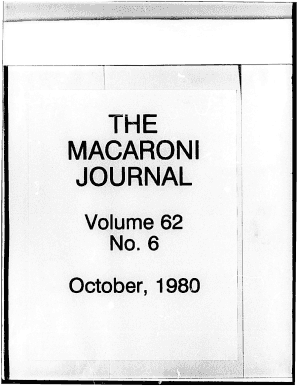 THE
MACARONI
JOURNAL
Volume 62
No. 6
October, 1980